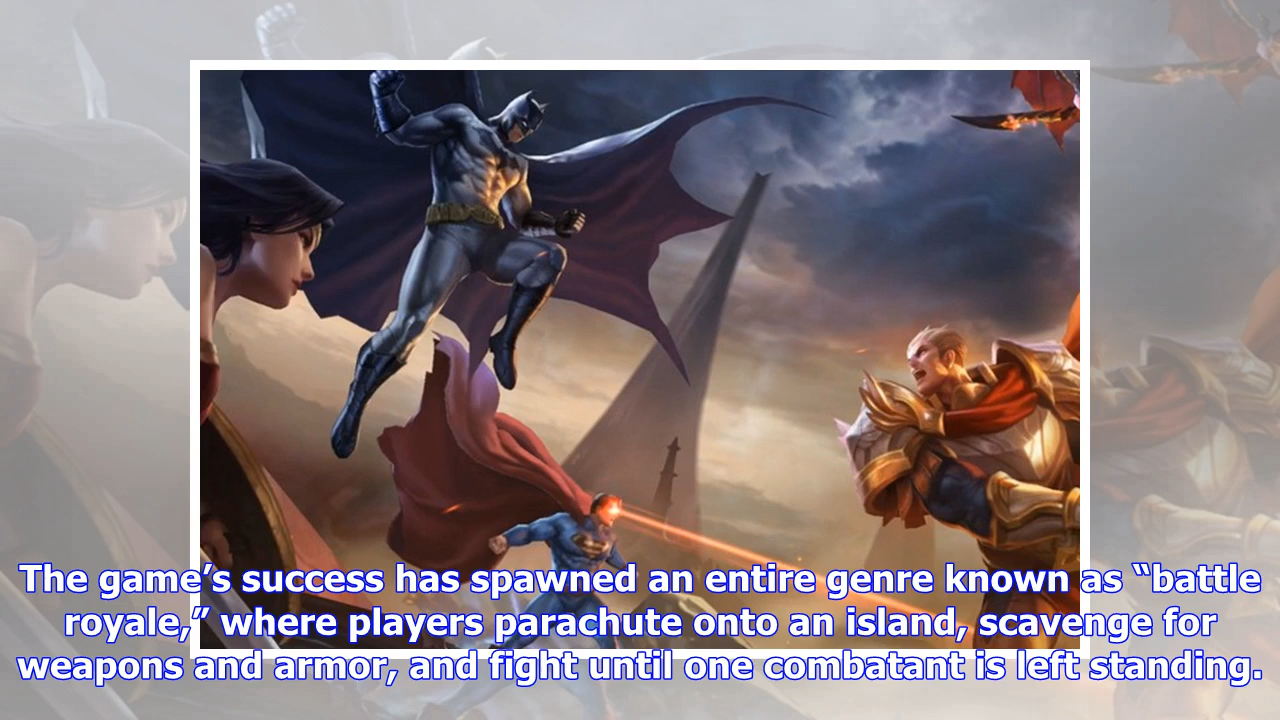 The game’s success has spawned an entire genre known as “battle
royale,” where players parachute onto an island, scavenge for
weapons and armor, and fight until one combatant is left standing.